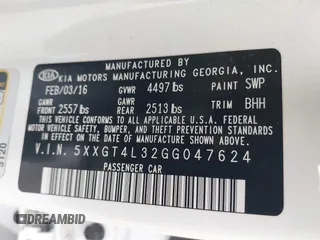 MANUFACTURED BY
KIA KIA MOTORS MANUFACTURING GEORGIA, INC.
FEB/03/16 GVWR 4497 lbs PAINT SWP
GAWR FRONT 2557 lbs GAWR REAR 2513 lbs TRIM BHH
THIS VEHICLE CONFORMS TO ALL APPLICABLE U.S.
FEDERAL MOTOR VEHICLE SAFETY, BUMPER, AND THEFT
PREVENTION STANDARDS IN EFFECT ON THE DATE OF
MANUFACTURE SHOWN ABOVE.
V.I.N. 5XXGT4L32GG047624
PASSENGER CAR
DREAMBID